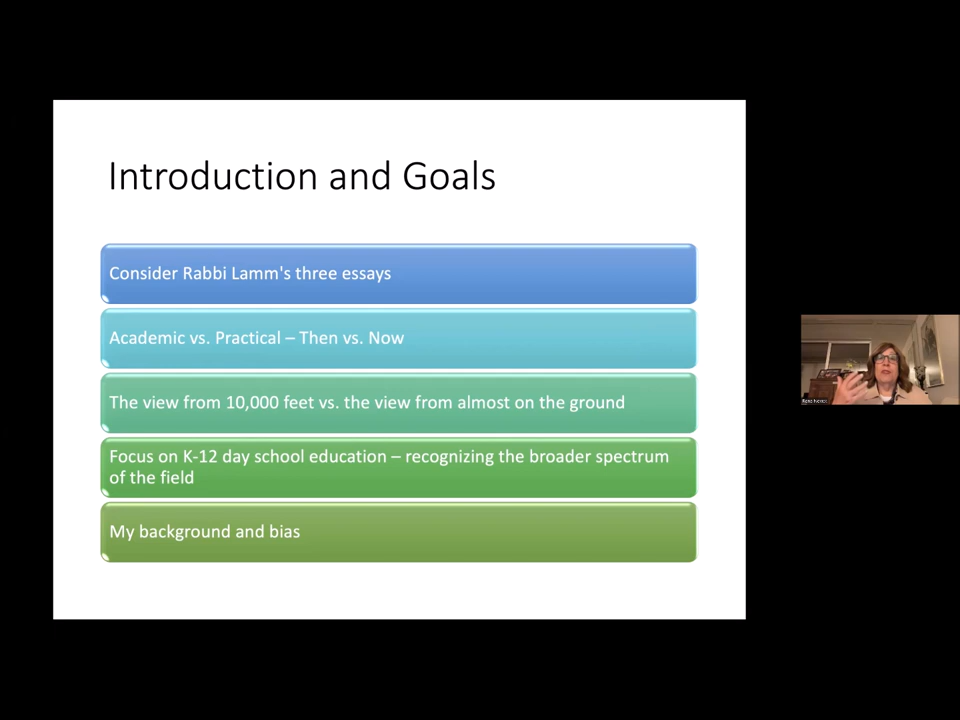 Introduction and Goals
Consider Rabbi Lamm's three essays
Academic vs. Practical – Then vs. Now
The view from 10,000 feet vs. the view from almost on the ground
Focus on K-12 day school education – recognizing the broader spectrum
of the field
My background and bias